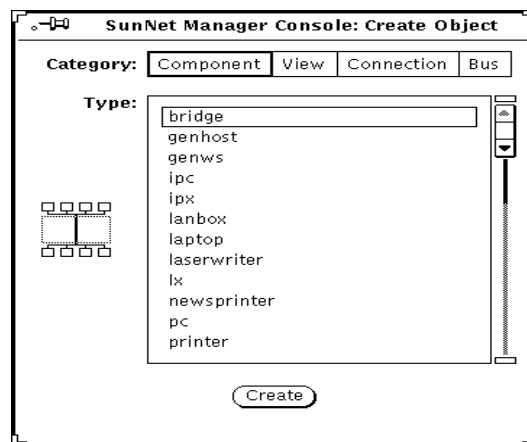 SunNet Manager Console: Create Object
Category: Component View Connection Bus
Type:
bridge
genhost
genws
ipc
ipx
lanbox
laptop
laserwriter
lx
newsprinter
pc
printer
Create